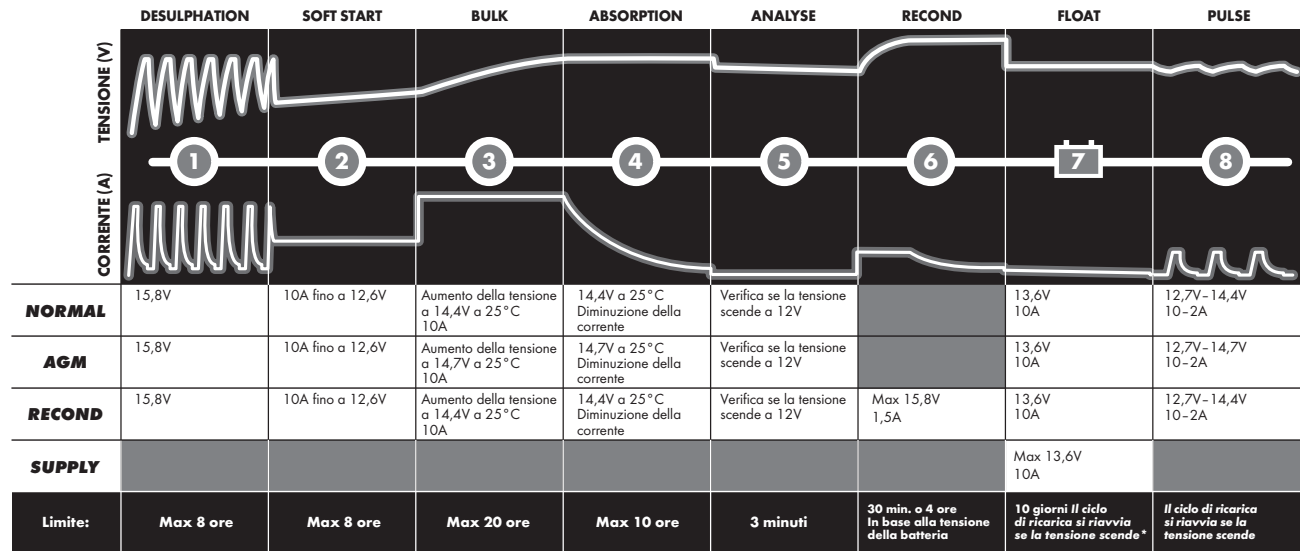 DESULPHATION SOFT START BULK ABSORPTION ANALYSE RECOND FLOAT PULSE
TENSIONE (V)
1 2 3 4 5 6 7 8
CORRENTE (A)
NORMAL
15,8V
10A fino a 12,6V
Aumento della tensione
a 14,4V a 25°C
10A
14,4V a 25°C
Diminuzione della
corrente
Verifica se la tensione
scende a 12V
13,6V
10A
12,7V–14,4V
10–2A
AGM
15,8V
10A fino a 12,6V
Aumento della tensione
a 14,7V a 25°C
10A
14,7V a 25°C
Diminuzione della
corrente
Verifica se la tensione
scende a 12V
13,6V
10A
12,7V–14,7V
10–2A
RECOND
15,8V
10A fino a 12,6V
Aumento della tensione
a 14,4V a 25°C
10A
14,4V a 25°C
Diminuzione della
corrente
Verifica se la tensione
scende a 12V
Max 15,8V
1,5A
13,6V
10A
12,7V–14,4V
10–2A
SUPPLY
Max 13,6V
10A
Limite:
Max 8 ore
Max 8 ore
Max 20 ore
Max 10 ore
3 minuti
30 min. o 4 ore
In base alla tensione
della batteria
10 giorni Il ciclo
di ricarica si riavvia
se la tensione scende*
Il ciclo di ricarica
si riavvia se la
tensione scende